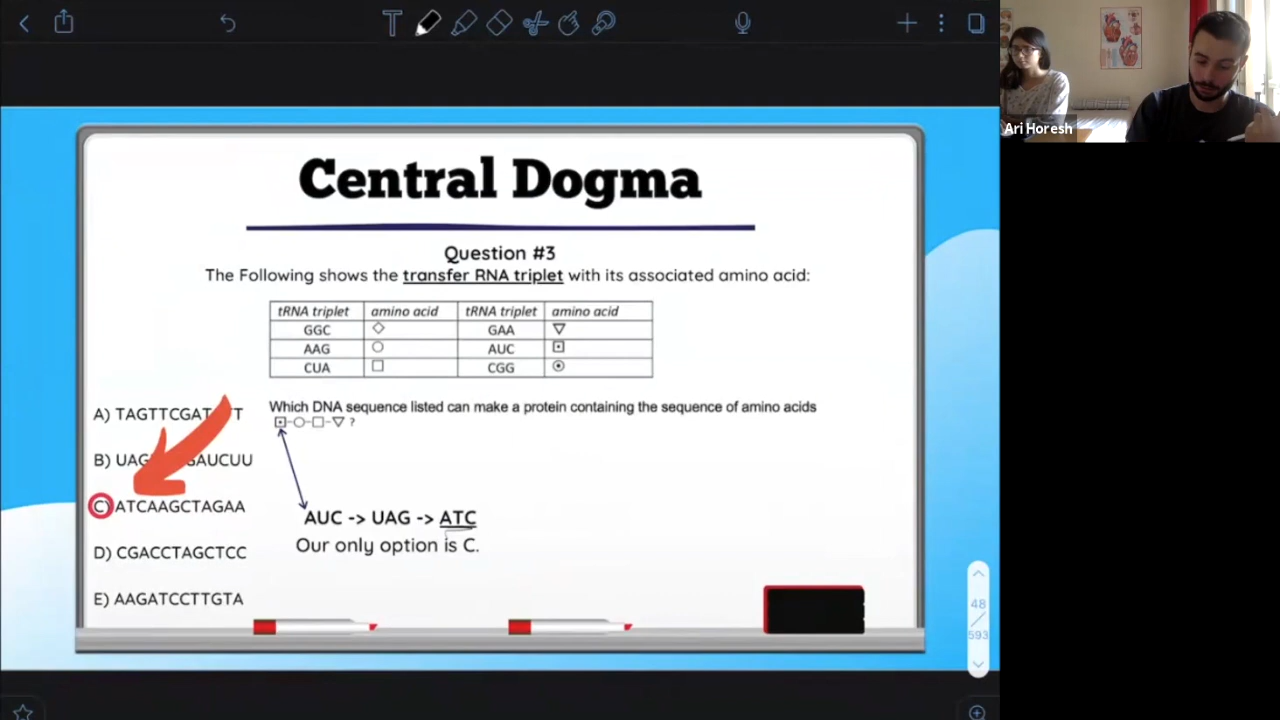 Ari Horesh
Central Dogma
Question #3
The Following shows the transfer RNA triplet with its associated amino acid:
tRNA triplet amino acid tRNA triplet amino acid
GGC GAA
AAG AUC
CUA CGG
Which DNA sequence listed can make a protein containing the sequence of amino acids
?
A) TAGTTCGAT T
B) UAG GAUCUU
C) ATCAAGCTAGAA
D) CGACCTAGCTCC
E) AAGATCCTTGTA
AUC -> UAG -> ATC
Our only option is C.
48
593